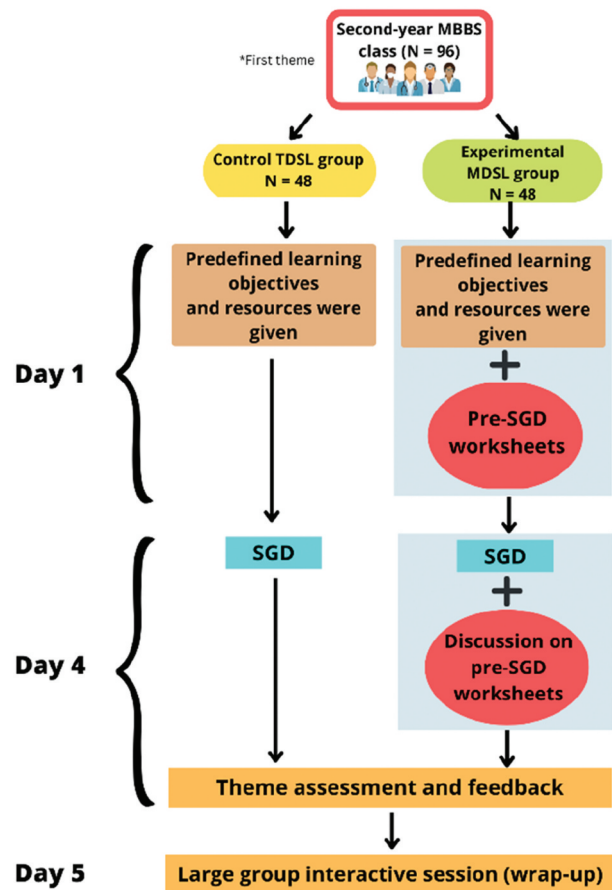 Second-year MBBS
class (N = 96)
*First theme
Control TDSL group
N = 48
Experimental
MDSL group
N = 48
Day 1
Predefined learning
objectives
and resources were
given
Predefined learning
objectives
and resources were
given
+
Pre-SGD
worksheets
Day 4
SGD
SGD
+
Discussion on
pre-SGD
worksheets
Theme assessment and feedback
Day 5
Large group interactive session (wrap-up)